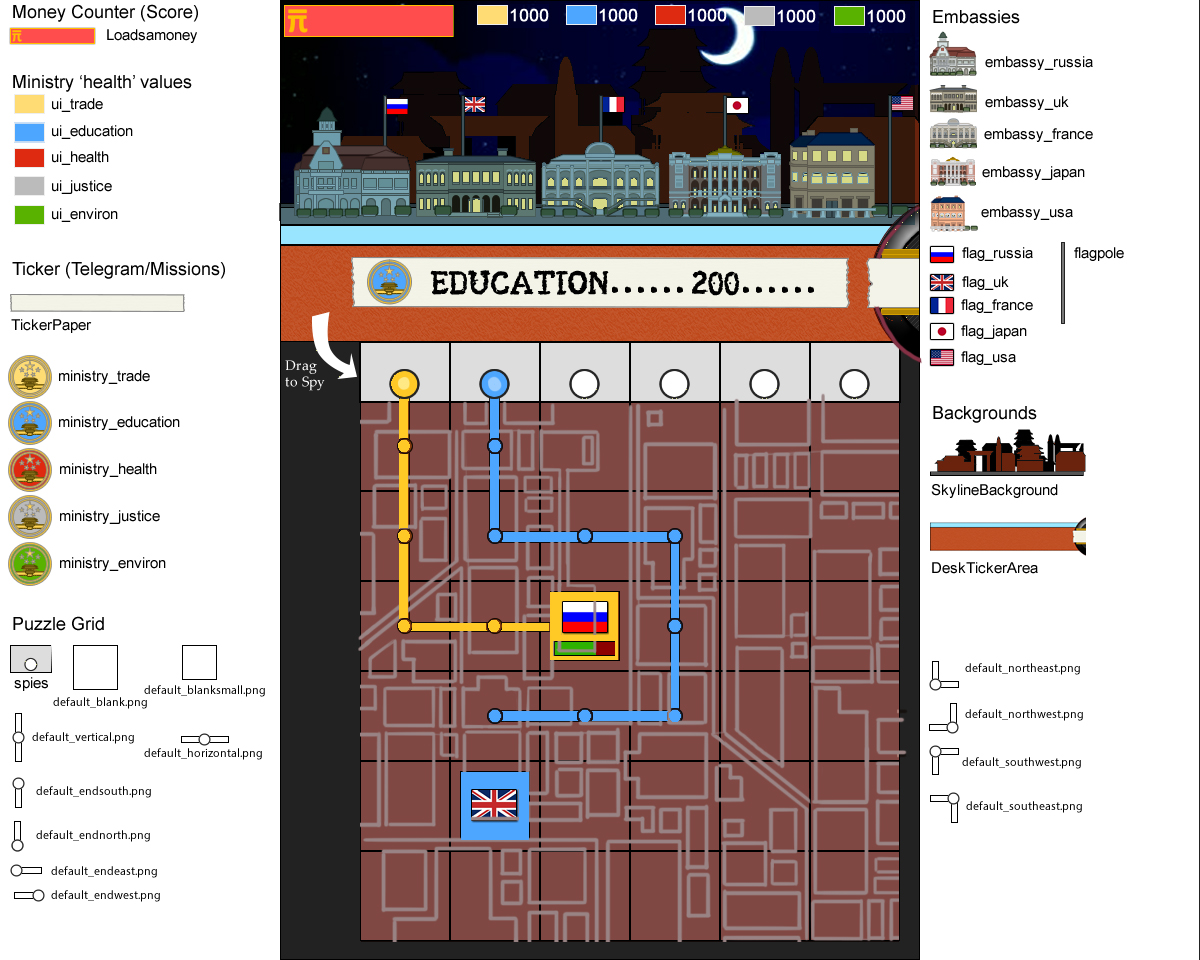 Money Counter (Score)
Loadsamoney
Ministry ‘health’ values
ui_trade
ui_education
ui_health
ui_justice
ui_environ
Ticker (Telegram/Missions)
TickerPaper
ministry_trade
ministry_education
ministry_health
ministry_justice
ministry_environ
Puzzle Grid
spies
default_blank.png
default_blanksmall.png
default_vertical.png
default_horizontal.png
default_endsouth.png
default_endnorth.png
default_endeast.png
default_endwest.png
1000 1000 1000 1000 1000
EDUCATION...... 200......
Drag
to Spy
Embassies
embassy_russia
embassy_uk
embassy_france
embassy_japan
embassy_usa
flag_russia
flagpole
flag_uk
flag_france
flag_japan
flag_usa
Backgrounds
SkylineBackground
DeskTickerArea
default_northeast.png
default_northwest.png
default_southwest.png
default_southeast.png